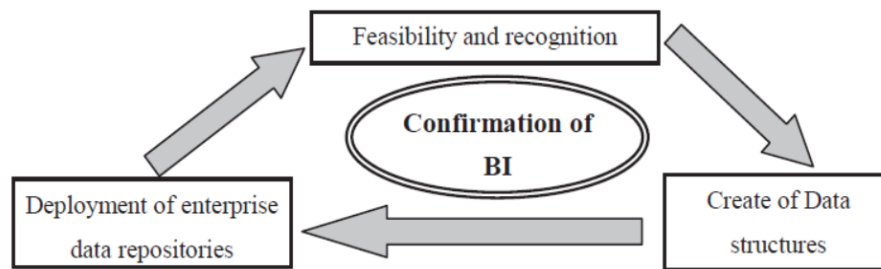 Feasibility and recognition
Confirmation of
BI
Deployment of enterprise
data repositories
Create of Data
structures